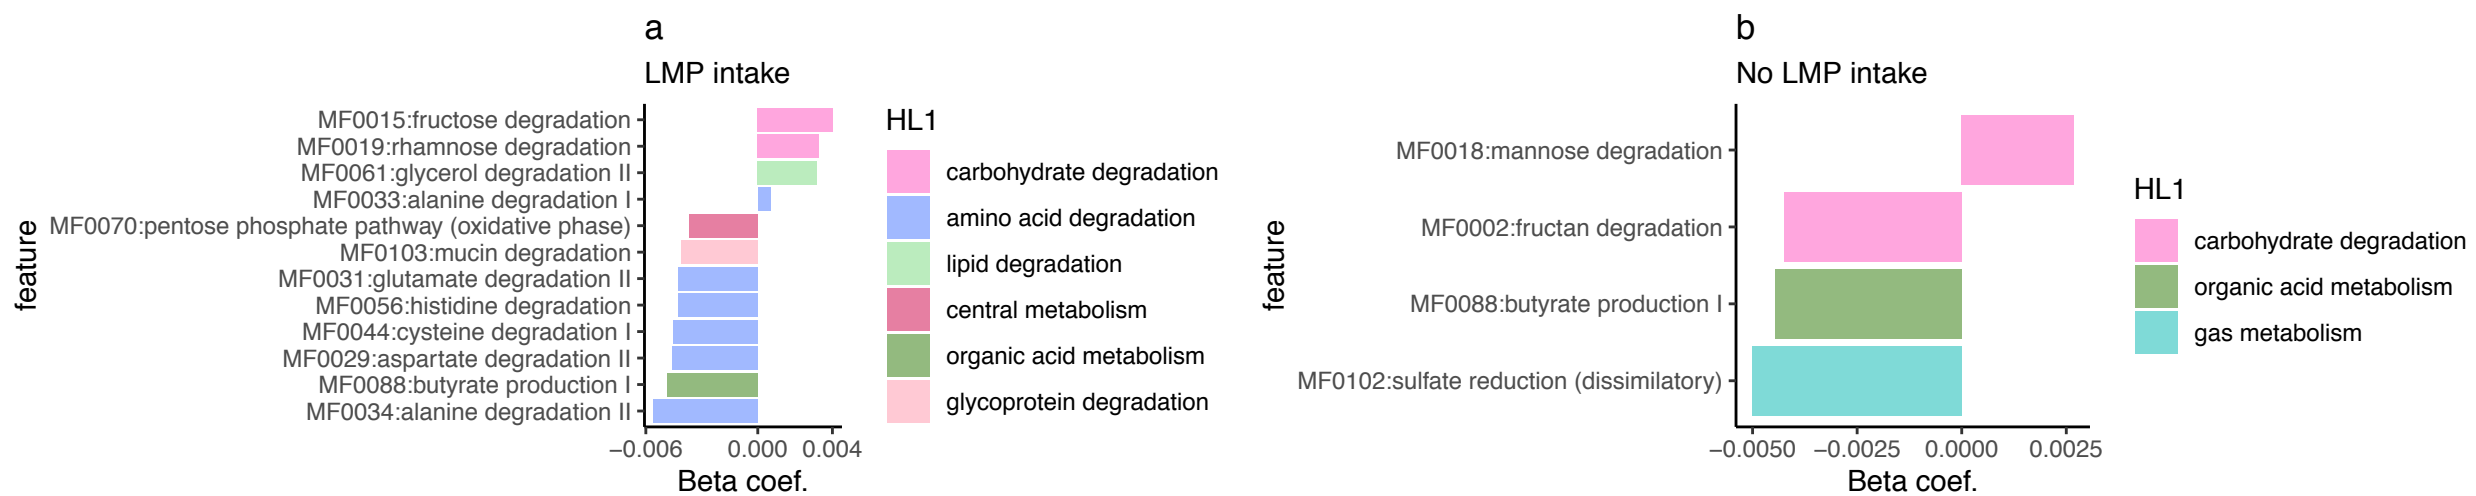 a
LMP intake
feature
MF0015:fructose degradation
MF0019:rhamnose degradation
MF0061:glycerol degradation II
MF0033:alanine degradation I
MF0070:pentose phosphate pathway (oxidative phase)
MF0103:mucin degradation
MF0031:glutamate degradation II
MF0056:histidine degradation
MF0044:cysteine degradation I
MF0029:aspartate degradation II
MF0088:butyrate production I
MF0034:alanine degradation II
−0.006 0.000 0.004
Beta coef.
HL1
carbohydrate degradation
amino acid degradation
lipid degradation
central metabolism
organic acid metabolism
glycoprotein degradation
b
No LMP intake
feature
MF0018:mannose degradation
MF0002:fructan degradation
MF0088:butyrate production I
MF0102:sulfate reduction (dissimilatory)
−0.0050 −0.0025 0.0000 0.0025
Beta coef.
HL1
carbohydrate degradation
organic acid metabolism
gas metabolism